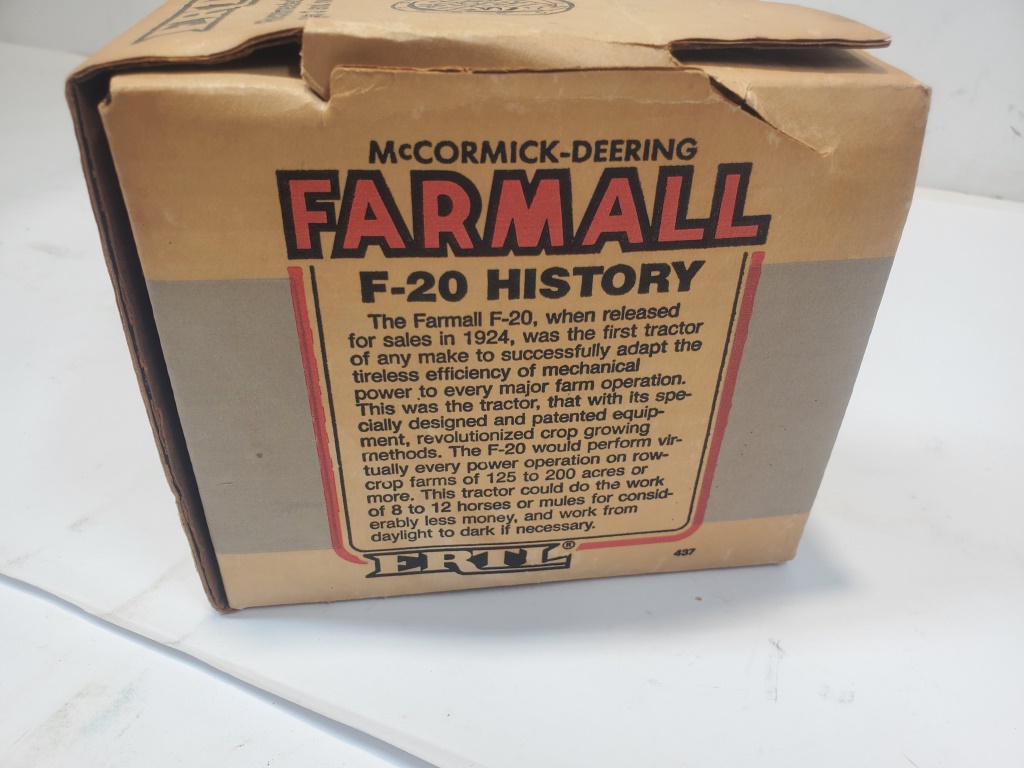 ERTL
McCORMICK-DEERING
FARMALL
F-20 HISTORY
The Farmall F-20, when released
for sales in 1924, was the first tractor
of any make to successfully adapt the
tireless efficiency of mechanical
power to every major farm operation.
This was the tractor, that with its spe-
cially designed and patented equip-
ment, revolutionized crop growing
methods. The F-20 would perform vir-
tually every power operation on row-
crop farms of 125 to 200 acres or
more. This tractor could do the work
of 8 to 12 horses or mules for consid-
erably less money, and work from
daylight to dark if necessary.
ERTL®
437